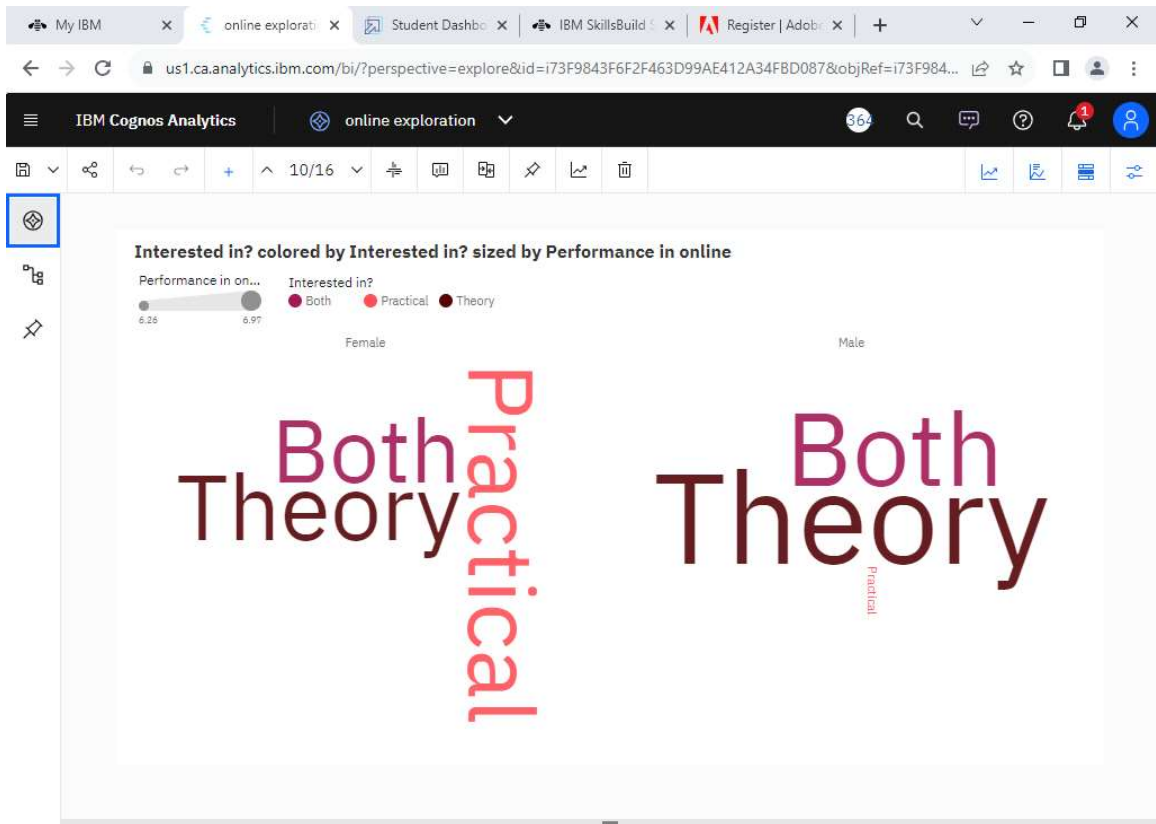 My IBM
online explorati
Student Dashbo
IBM SkillsBuild
Register | Adob
us1.ca.analytics.ibm.com/bi/?perspective=explore&id=i73F9843F6F2F463D99AE412A34FBD087&objRef=i73F984...
IBM Cognos Analytics
online exploration
364
1
10/16
Interested in? colored by Interested in? sized by Performance in online
Performance in on...
Interested in?
Both
Practical
Theory
6.26
6.97
Female
Male
Both
Theory
Practical
Both
Theory
Practical